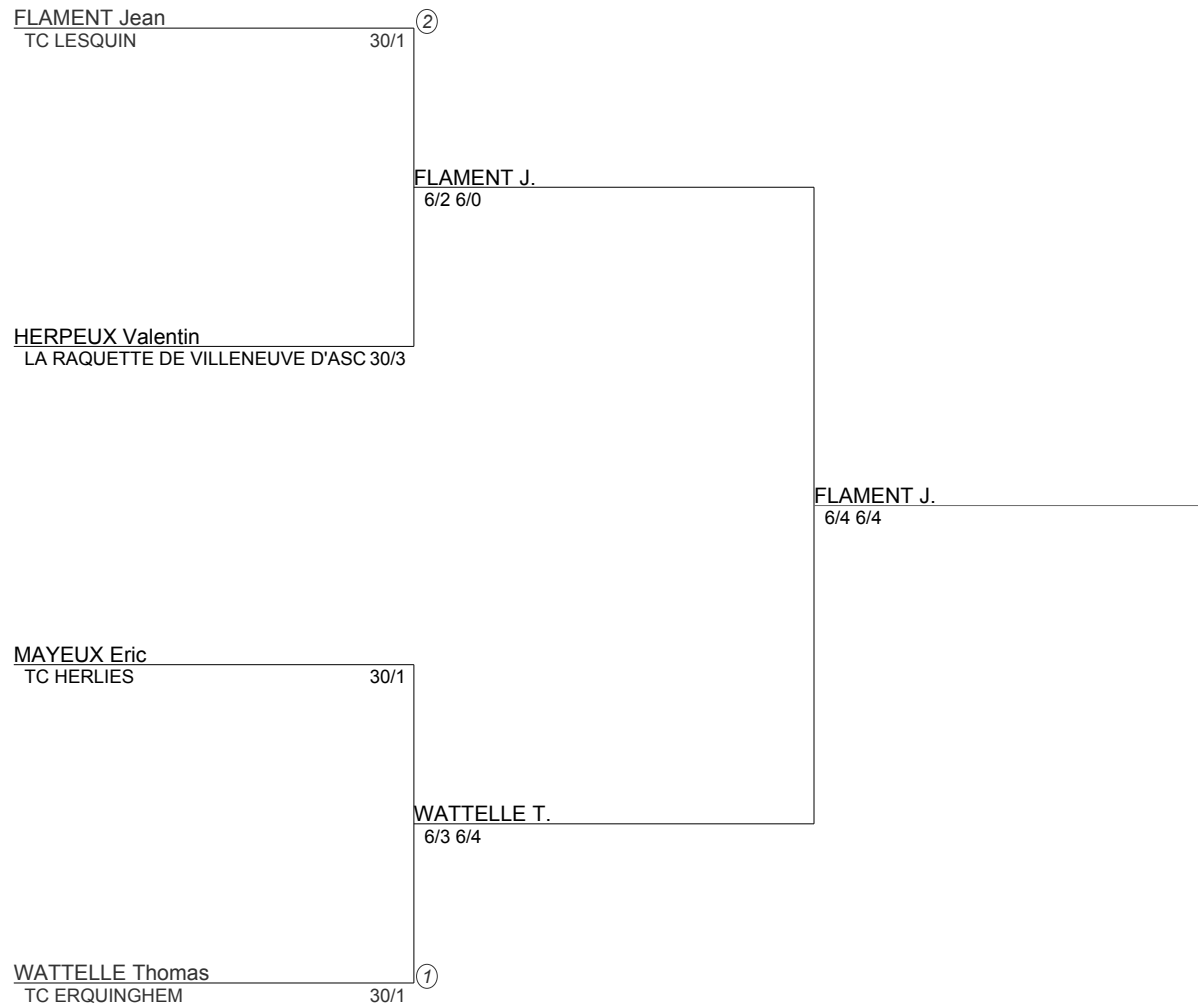 FLAMENT Jean
2
TC LESQUIN 30/1
FLAMENT J.
6/2 6/0
HERPEUX Valentin
LA RAQUETTE DE VILLENEUVE D'ASC 30/3
FLAMENT J.
6/4 6/4
MAYEUX Eric
TC HERLIES 30/1
WATTELLE T.
6/3 6/4
WATTELLE Thomas
1
TC ERQUINGHEM 30/1